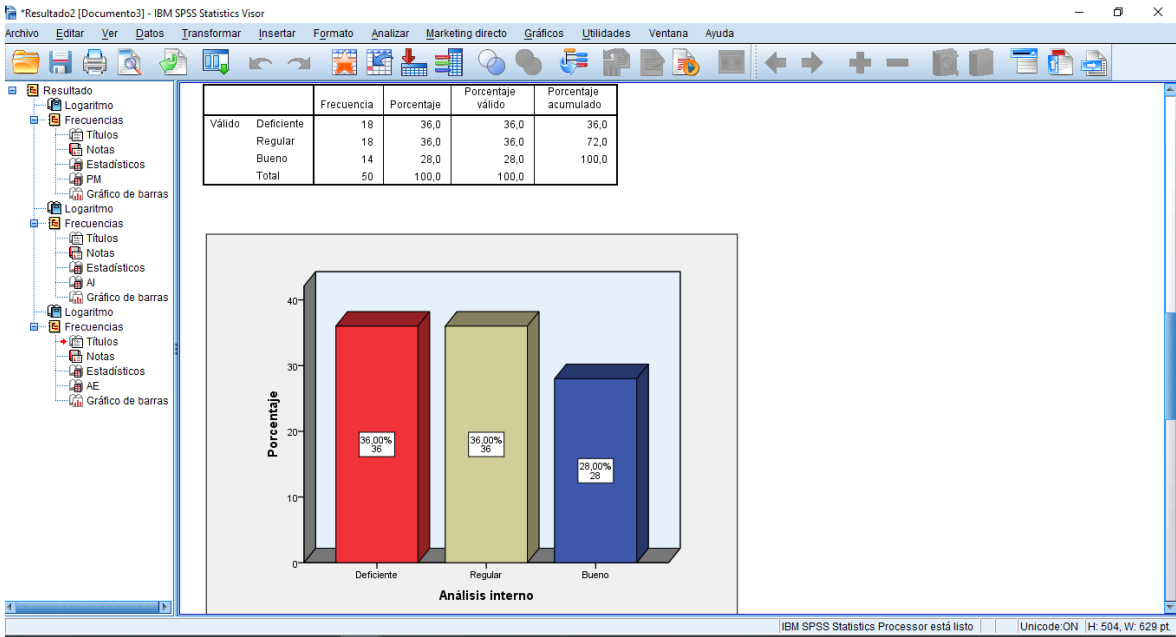 *Resultado2 [Documento3] - IBM SPSS Statistics Visor
Archivo Editar Ver Datos Transformar Insertar Formato Analizar Marketing directo Gráficos Utilidades Ventana Ayuda
Resultado
Logaritmo
Frecuencias
Títulos
Notas
Estadísticos
PM
Gráfico de barras
Logaritmo
Frecuencias
Títulos
Notas
Estadísticos
AI
Gráfico de barras
Logaritmo
Frecuencias
Títulos
Notas
Estadísticos
AE
Gráfico de barras
Frecuencia Porcentaje Porcentaje válido Porcentaje acumulado
Válido Deficiente 18 36,0 36,0 36,0
Regular 18 36,0 36,0 72,0
Bueno 14 28,0 28,0 100,0
Total 50 100,0 100,0
Porcentaje
40
30
20
10
0
36,00%
36
36,00%
36
28,00%
28
Deficiente Regular Bueno
Análisis interno
IBM SPSS Statistics Processor está listo Unicode:ON H: 504, W: 629 pt.